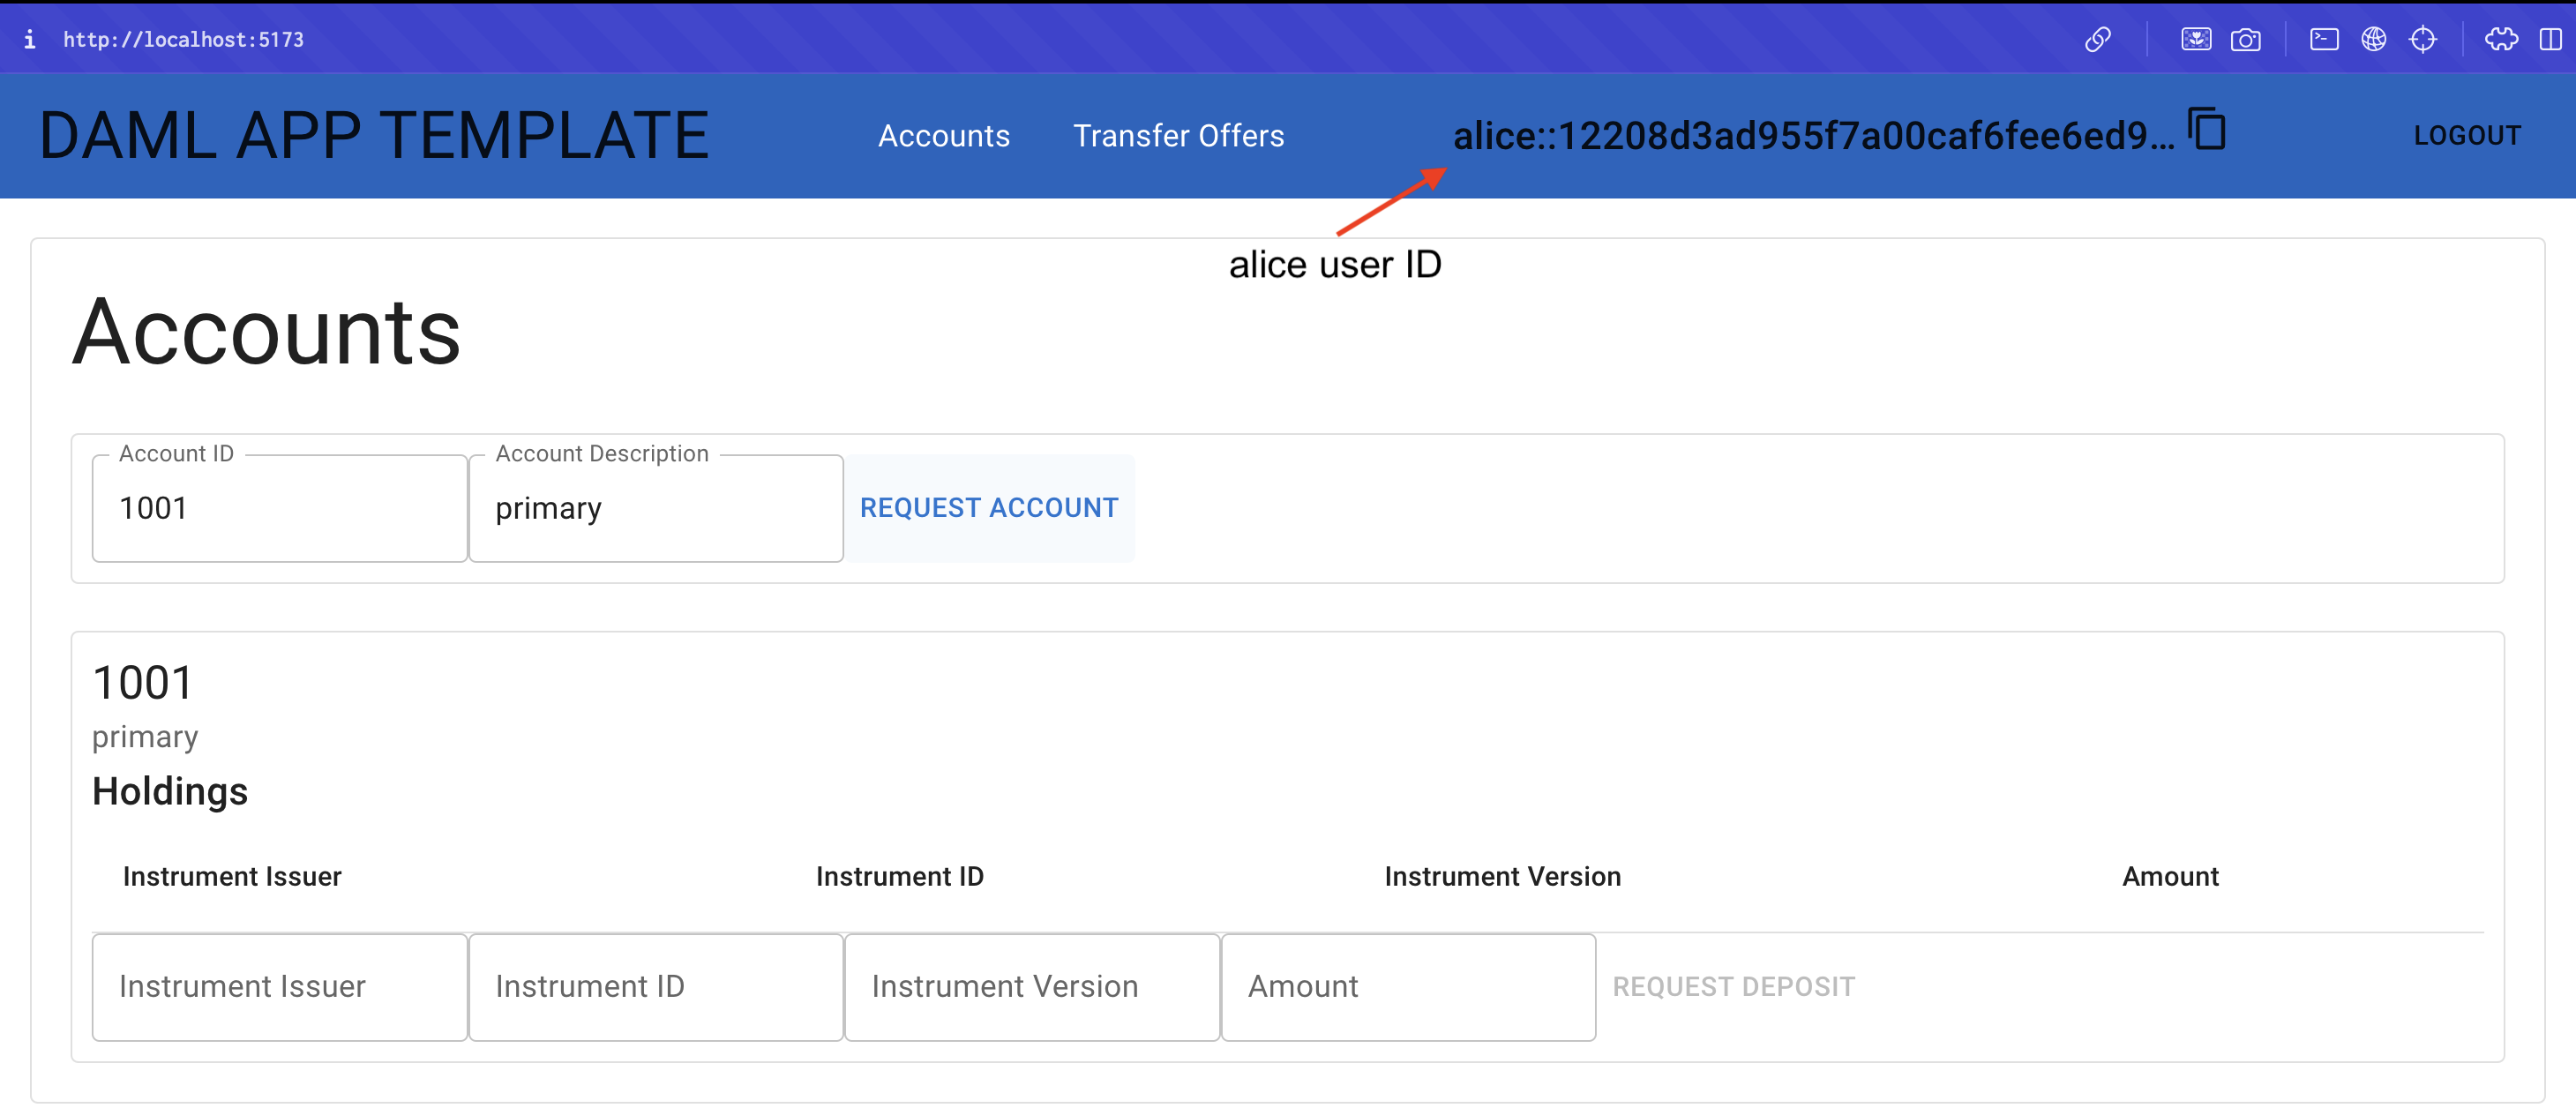 i http://localhost:5173
DAML APP TEMPLATE Accounts Transfer Offers alice::12208d3ad955f7a00caf6fee6ed9... LOGOUT
alice user ID
Accounts
Account ID Account Description
1001 primary REQUEST ACCOUNT
1001
primary
Holdings
Instrument Issuer Instrument ID Instrument Version Amount
Instrument Issuer Instrument ID Instrument Version Amount REQUEST DEPOSIT